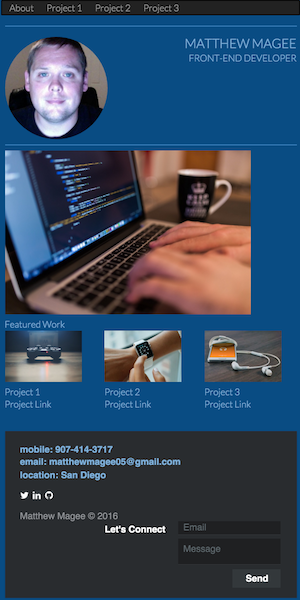 About Project 1 Project 2 Project 3
MATTHEW MAGEE
FRONT-END DEVELOPER
Featured Work
Project 1 Project 2 Project 3
Project Link Project Link Project Link
mobile: 907-414-3717
email: matthewmagee05@gmail.com
location: San Diego
Matthew Magee © 2016
Let's Connect
Email
Message
Send